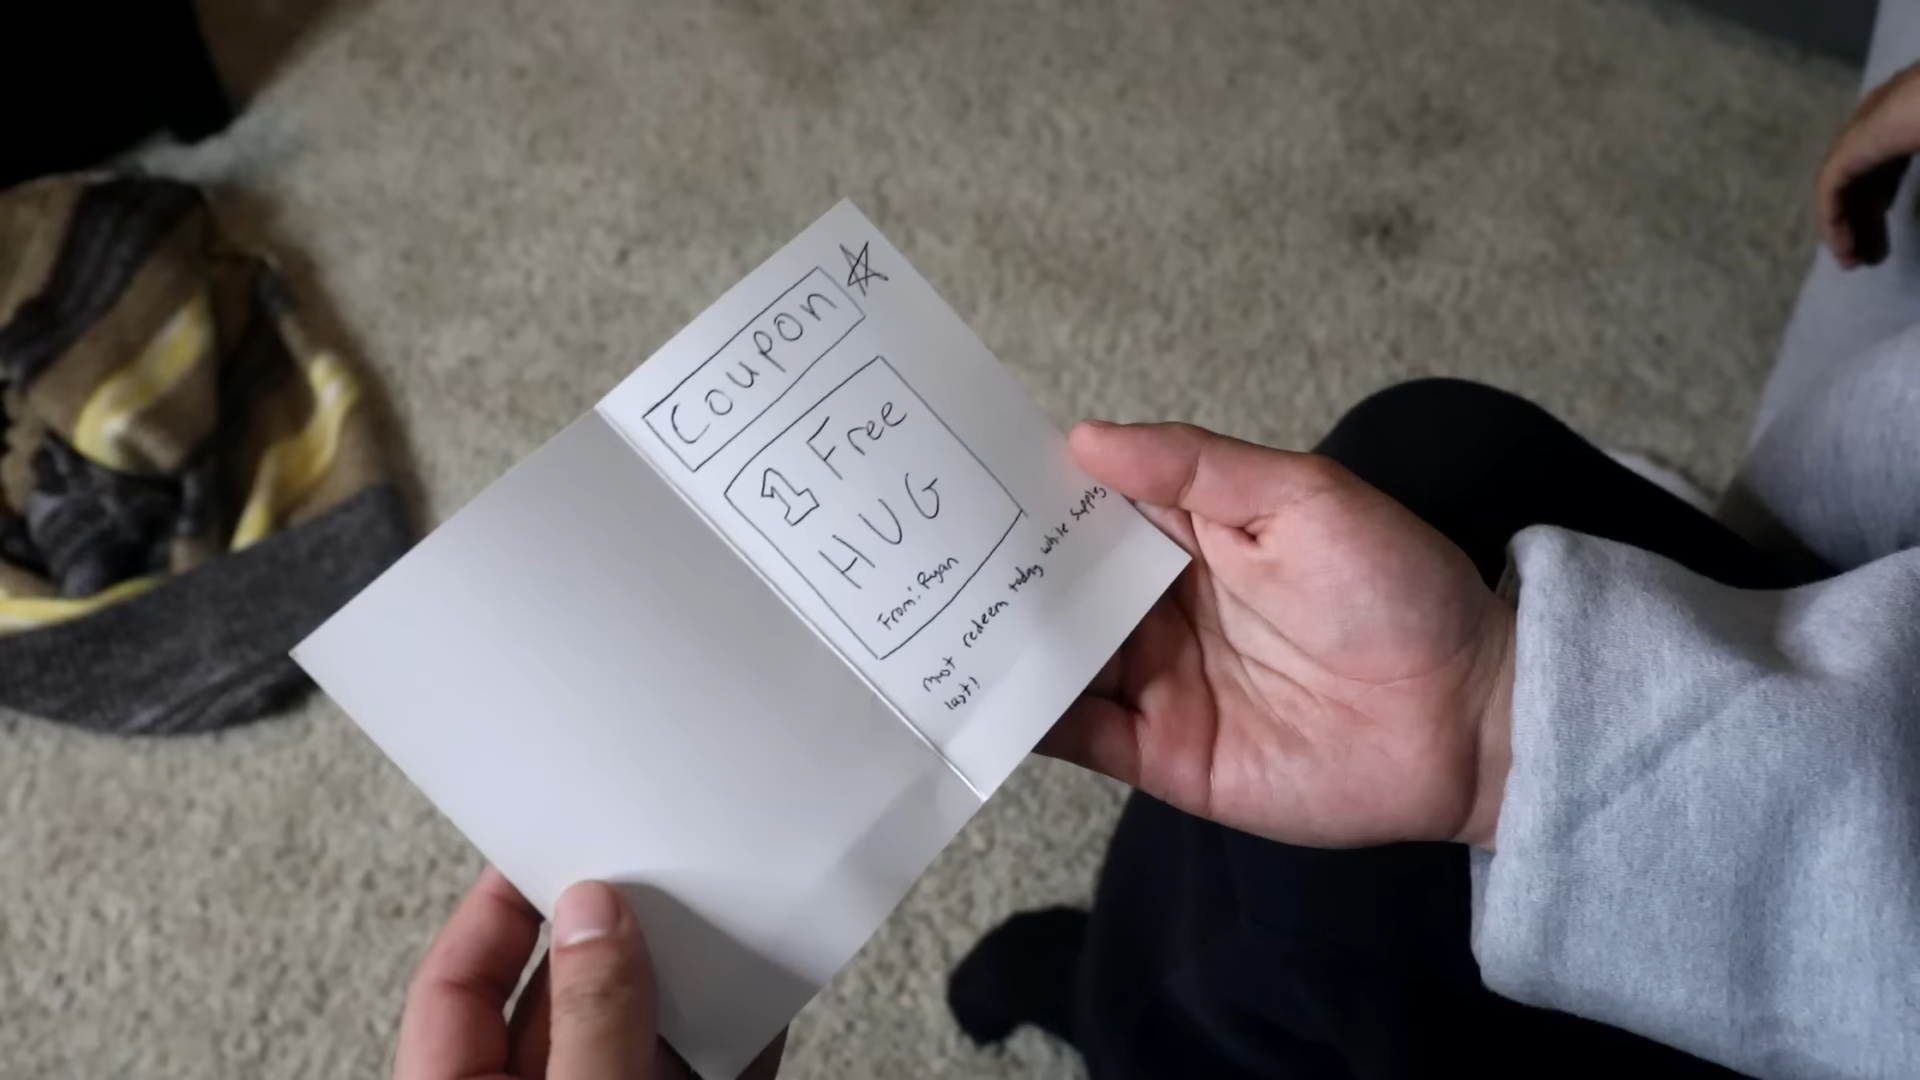 Coupon
1 Free
HUG
From: Ryan
must redeem today while supplies
last!